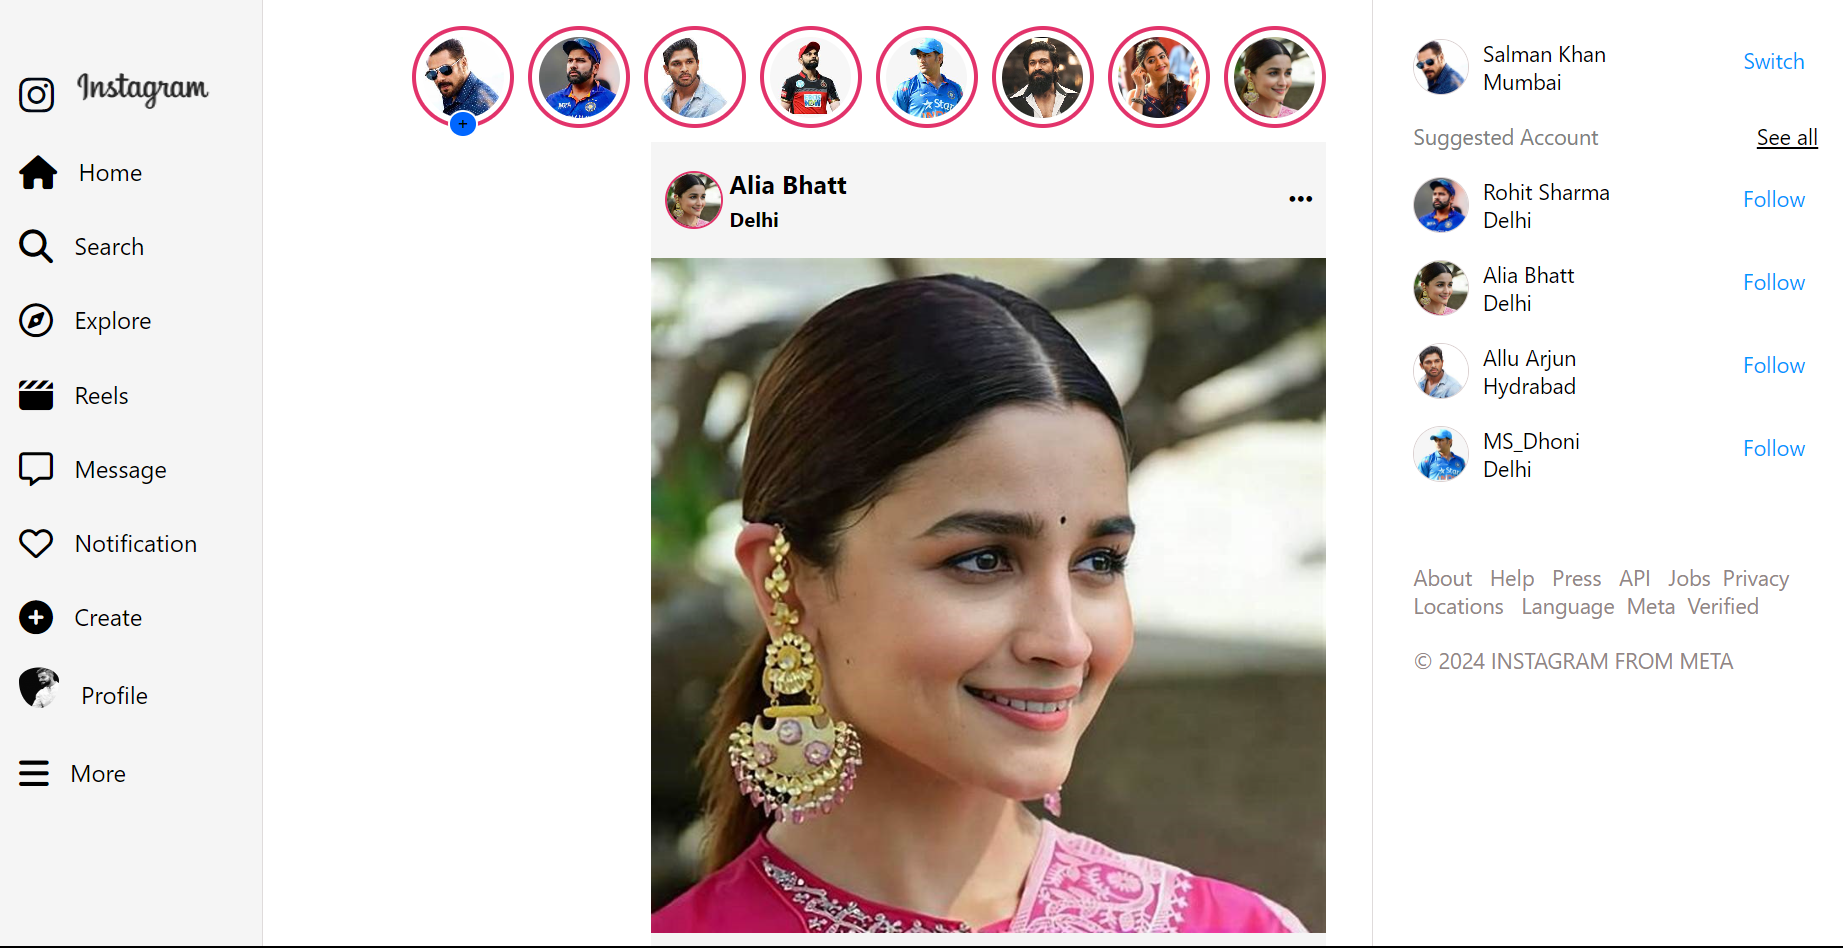 Instagram
Home
Search
Explore
Reels
Message
Notification
Create
Profile
More
+
Alia Bhatt
Delhi
Salman Khan
Mumbai
Switch
Suggested Account
See all
Rohit Sharma
Delhi
Follow
Alia Bhatt
Delhi
Follow
Allu Arjun
Hydrabad
Follow
MS_Dhoni
Delhi
Follow
About Help Press API Jobs Privacy
Locations Language Meta Verified
© 2024 INSTAGRAM FROM META